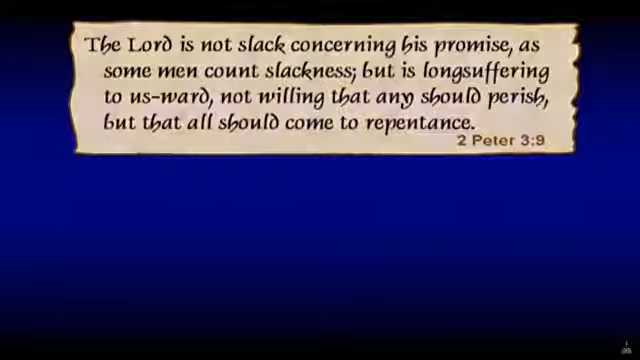 The Lord is not slack concerning his promise, as
some men count slackness; but is longsuffering
to us-ward, not willing that any should perish,
but that all should come to repentance.
2 Peter 3:9